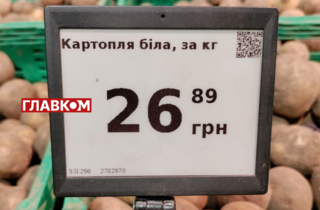 Картопля біла, за кг
ГЛАВКОМ
26 89
грн
531296 2702970